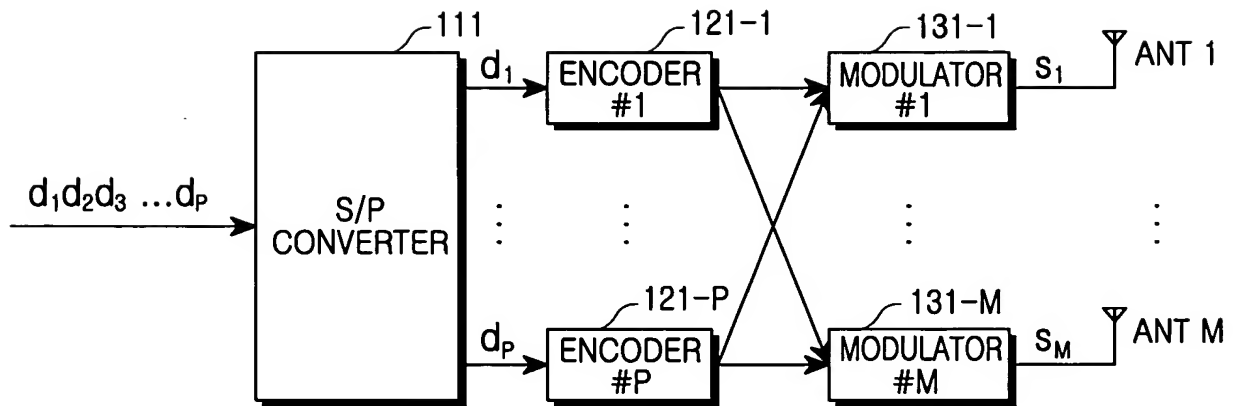 111
121-1
131-1
d₁
ENCODER
#1
MODULATOR
#1
s₁
ANT 1
d₁d₂d₃ ...dₚ
S/P
CONVERTER
121-P
131-M
dₚ
ENCODER
#P
MODULATOR
#M
s_M
ANT M